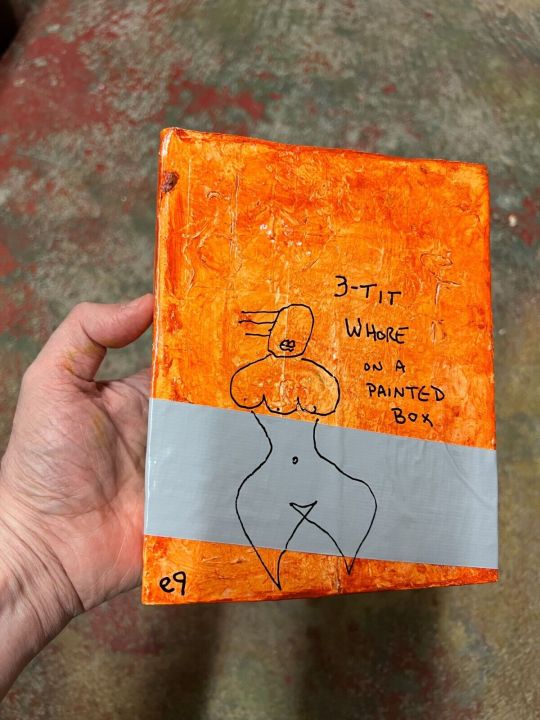 3-TIT
WHORE
ON A
PAINTED
BOX
e9